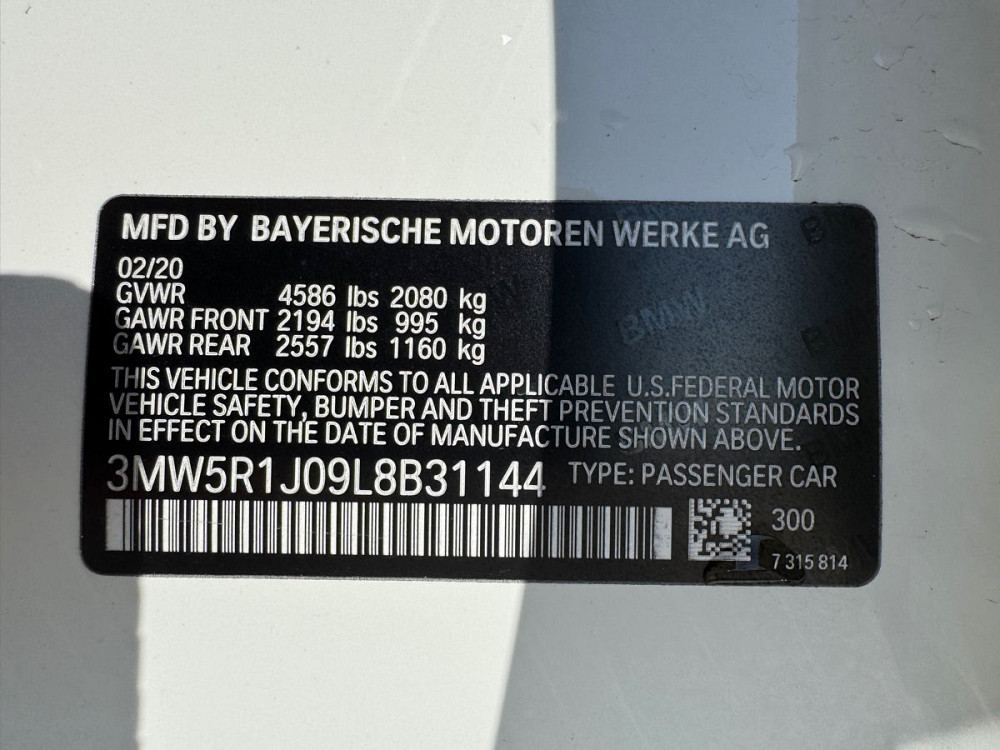 MFD BY BAYERISCHE MOTOREN WERKE AG
02/20
GVWR 4586 lbs 2080 kg
GAWR FRONT 2194 lbs 995 kg
GAWR REAR 2557 lbs 1160 kg
THIS VEHICLE CONFORMS TO ALL APPLICABLE U.S.FEDERAL MOTOR
VEHICLE SAFETY, BUMPER AND THEFT PREVENTION STANDARDS
IN EFFECT ON THE DATE OF MANUFACTURE SHOWN ABOVE.
3MW5R1J09L8B31144 TYPE: PASSENGER CAR
300
7 315 814
BMW